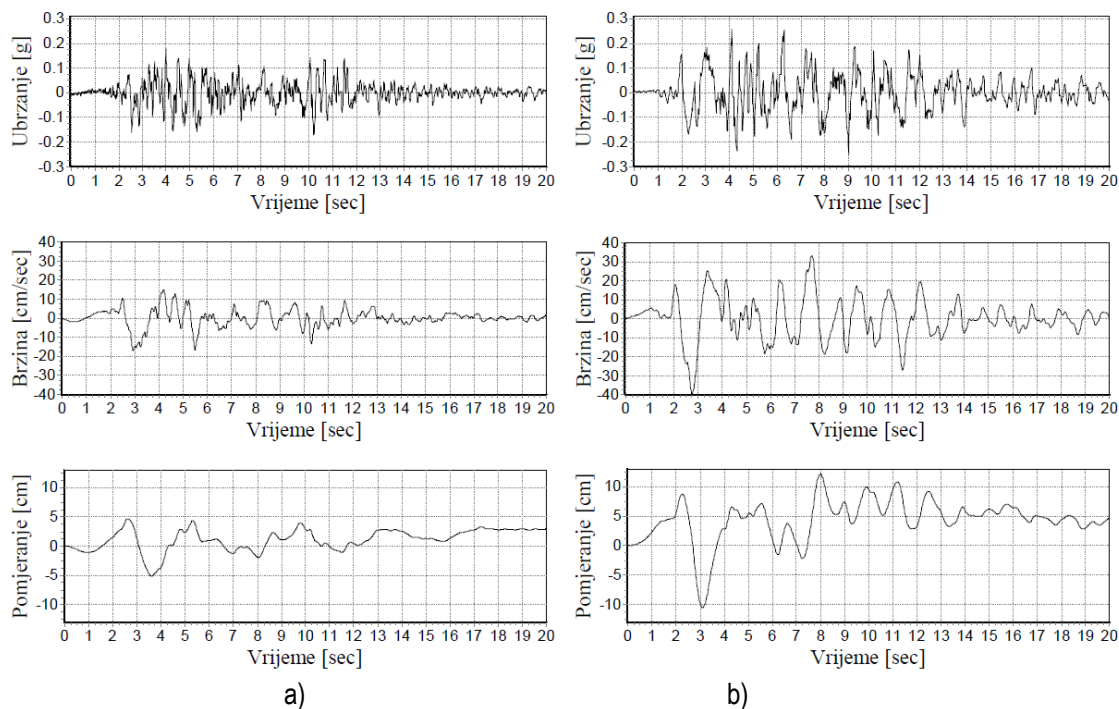 Ubrzanje [g]
0.3
0.2
0.1
0
-0.1
-0.2
-0.3
0 1 2 3 4 5 6 7 8 9 10 11 12 13 14 15 16 17 18 19 20
Vrijeme [sec]
Brzina [cm/sec]
40
30
20
10
0
-10
-20
-30
-40
0 1 2 3 4 5 6 7 8 9 10 11 12 13 14 15 16 17 18 19 20
Vrijeme [sec]
Pomjeranje [cm]
10
5
0
-5
-10
0 1 2 3 4 5 6 7 8 9 10 11 12 13 14 15 16 17 18 19 20
Vrijeme [sec]
a)
Ubrzanje [g]
0.3
0.2
0.1
0
-0.1
-0.2
-0.3
0 1 2 3 4 5 6 7 8 9 10 11 12 13 14 15 16 17 18 19 20
Vrijeme [sec]
Brzina [cm/sec]
40
30
20
10
0
-10
-20
-30
-40
0 1 2 3 4 5 6 7 8 9 10 11 12 13 14 15 16 17 18 19 20
Vrijeme [sec]
Pomjeranje [cm]
10
5
0
-5
-10
0 1 2 3 4 5 6 7 8 9 10 11 12 13 14 15 16 17 18 19 20
Vrijeme [sec]
b)